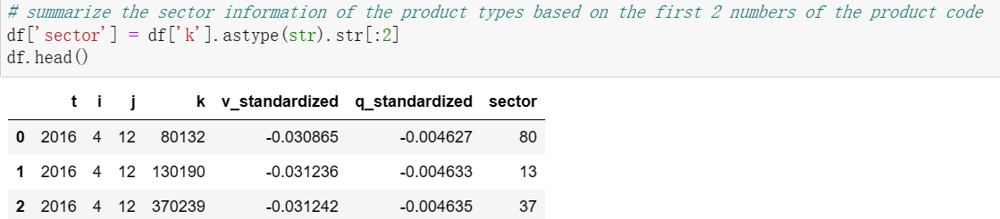 # summarize the sector information of the product types based on the first 2 numbers of the product code
df['sector'] = df['k'].astype(str).str[:2]
df.head()
t i j k v_standardized q_standardized sector
0 2016 4 12 80132 -0.030865 -0.004627 80
1 2016 4 12 130190 -0.031236 -0.004633 13
2 2016 4 12 370239 -0.031242 -0.004635 37